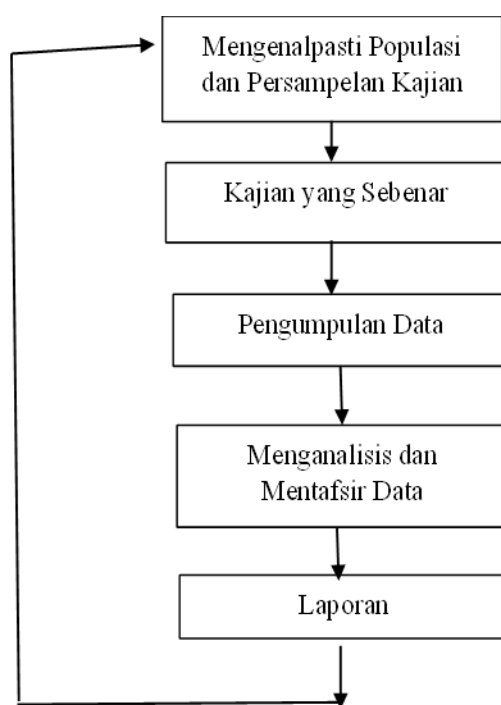 Mengenalpasti Populasi
dan Persampelan Kajian
Kajian yang Sebenar
Pengumpulan Data
Menganalisis dan
Mentafsir Data
Laporan